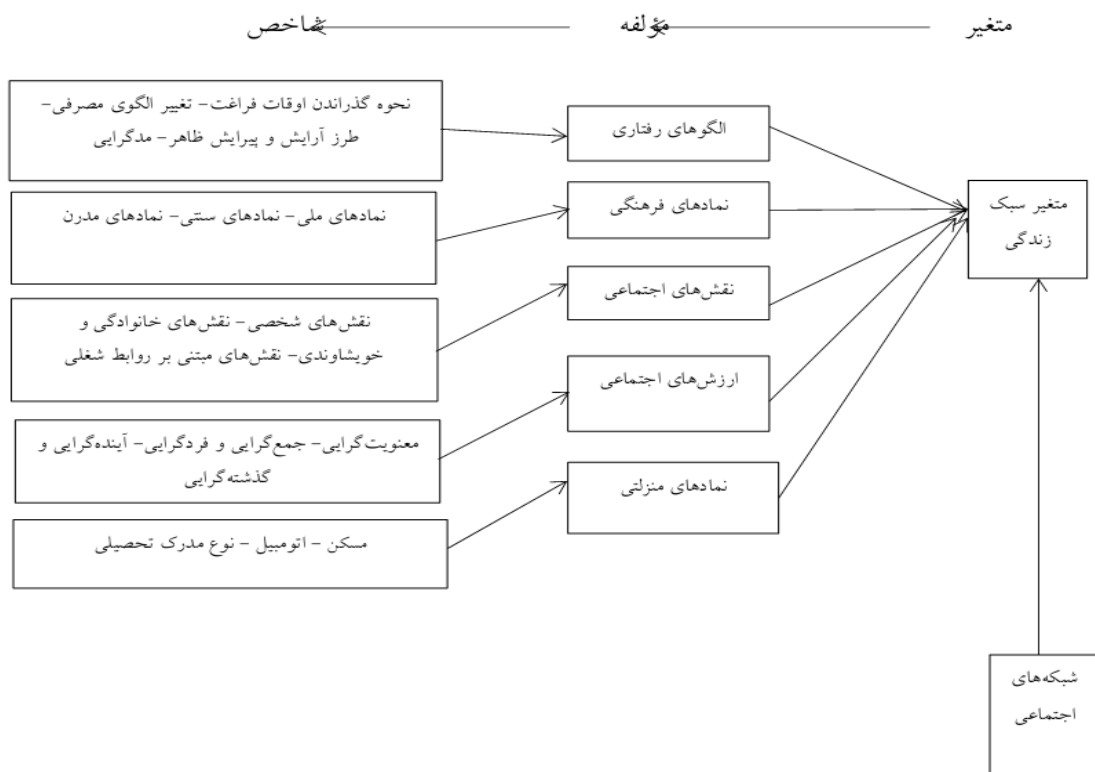 متغیر مؤلفه شاخص
نحوه گذراندن اوقات فراغت- تغییر الگوی مصرفی-
طرز آرایش و پیرایش ظاهر- مدگرایی
الگوهای رفتاری
نمادهای ملی- نمادهای سنتی- نمادهای مدرن
نمادهای فرهنگی
متغیر سبک
زندگی
نقش‌های شخصی- نقش‌های خانوادگی و
خویشاوندی- نقش‌های مبتنی بر روابط شغلی
نقش‌های اجتماعی
معنویت‌گرایی- جمع‌گرایی و فردگرایی- آینده‌گرایی و
گذشته‌گرایی
ارزش‌های اجتماعی
مسکن - اتومبیل - نوع مدرک تحصیلی
نمادهای منزلتی
شبکه‌های
اجتماعی